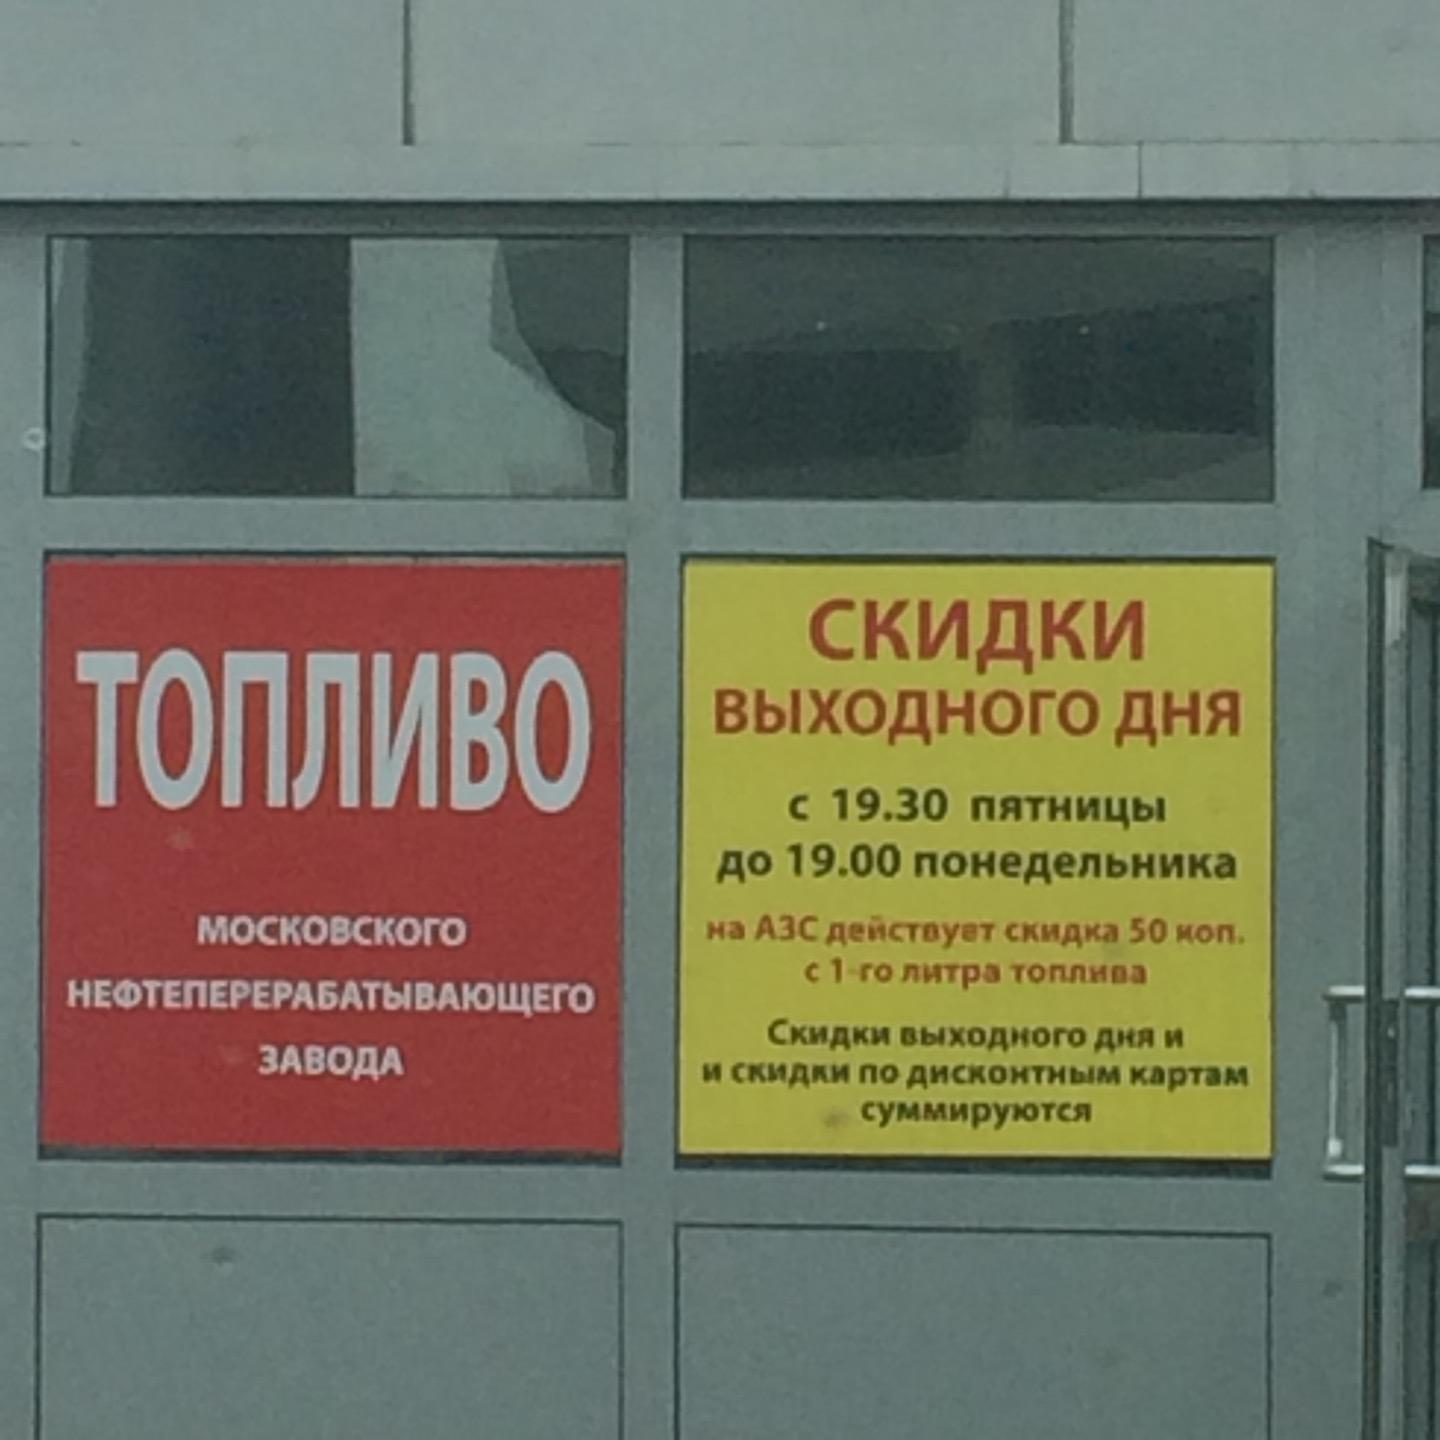 ТОПЛИВО
МОСКОВСКОГО
НЕФТЕПЕРЕРАБАТЫВАЮЩЕГО
ЗАВОДА
СКИДКИ
ВЫХОДНОГО ДНЯ
с 19.30 пятницы
до 19.00 понедельника
на АЗС действует скидка 50 коп.
с 1-го литра топлива
Скидки выходного дня и
и скидки по дисконтным картам
суммируются